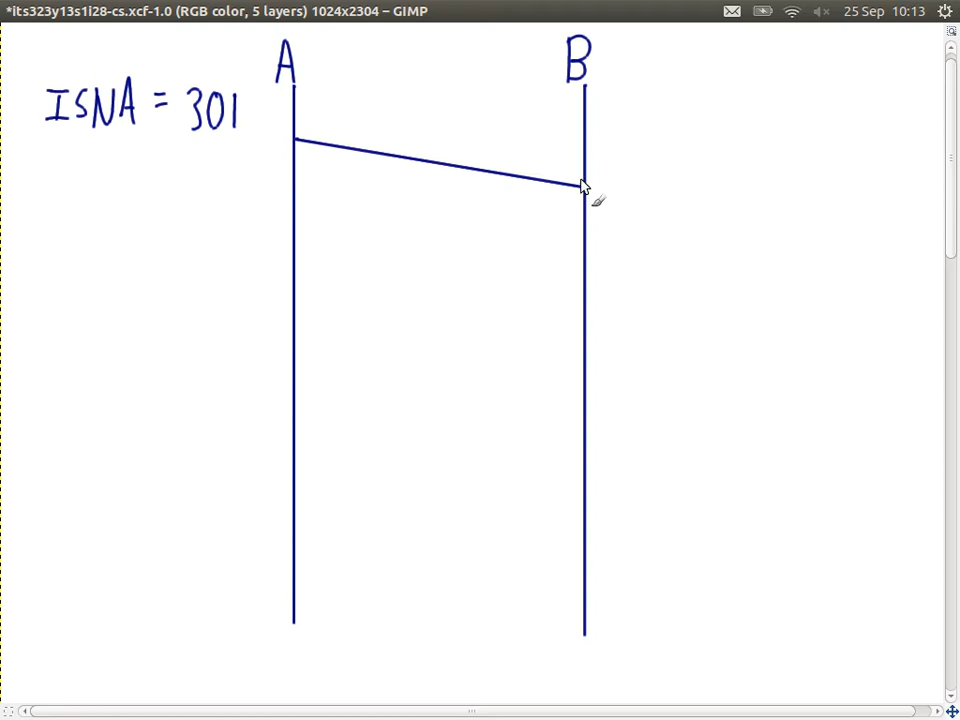 *its323y13s1l28-cs.xcf-1.0 (RGB color, 5 layers) 1024x2304 – GIMP
25 Sep 10:13
A B
ISNA = 301